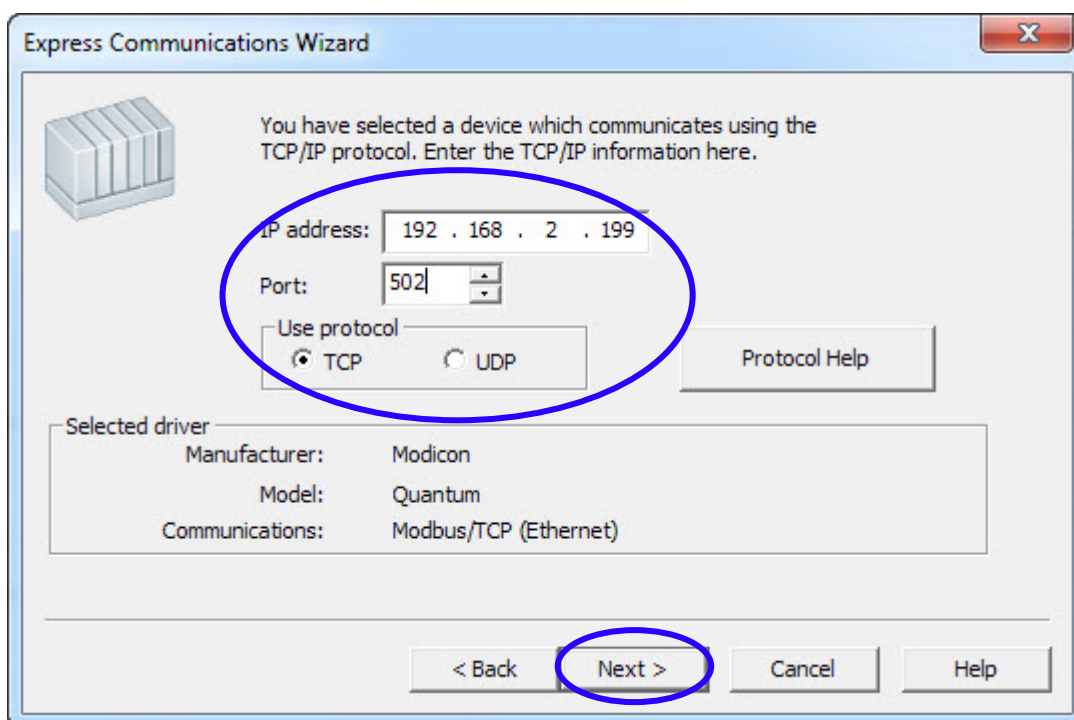 Express Communications Wizard
You have selected a device which communicates using the
TCP/IP protocol. Enter the TCP/IP information here.
IP address: 192 . 168 . 2 . 199
Port: 502
Use protocol
TCP UDP
Protocol Help
Selected driver
Manufacturer: Modicon
Model: Quantum
Communications: Modbus/TCP (Ethernet)
< Back Next > Cancel Help